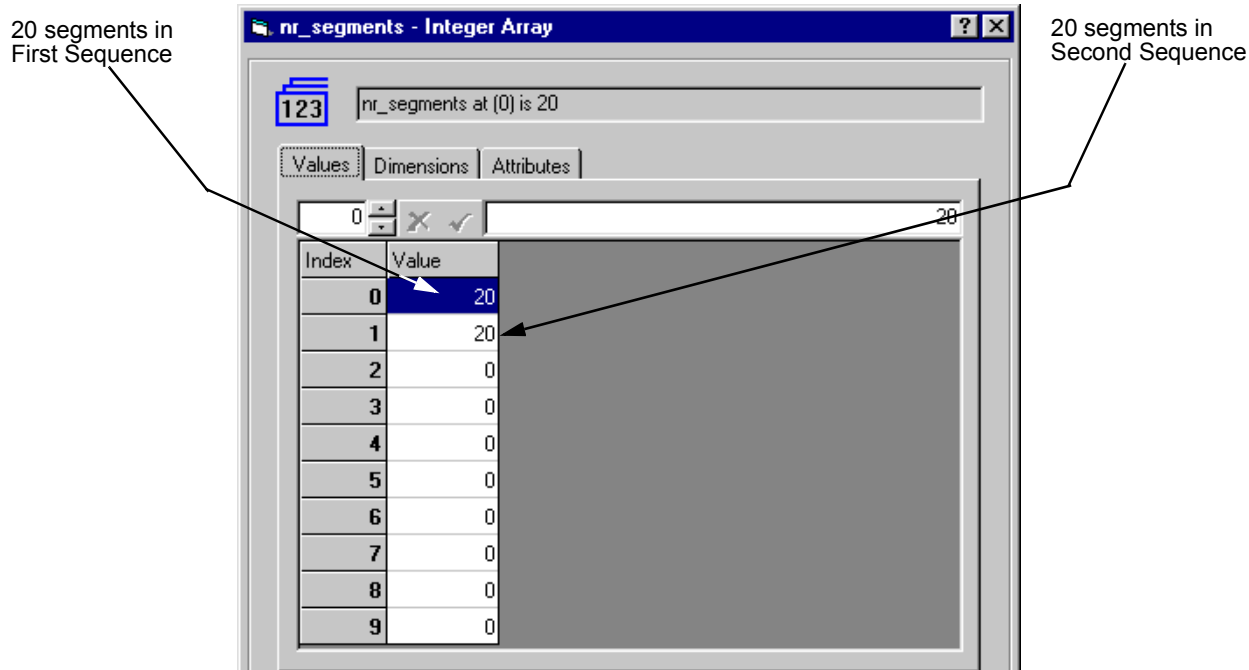 20 segments in
First Sequence
nr_segments - Integer Array
? X
20 segments in
Second Sequence
123
nr_segments at (0) is 20
Values Dimensions Attributes
0 20
Index Value
0 20
1 20
2 0
3 0
4 0
5 0
6 0
7 0
8 0
9 0